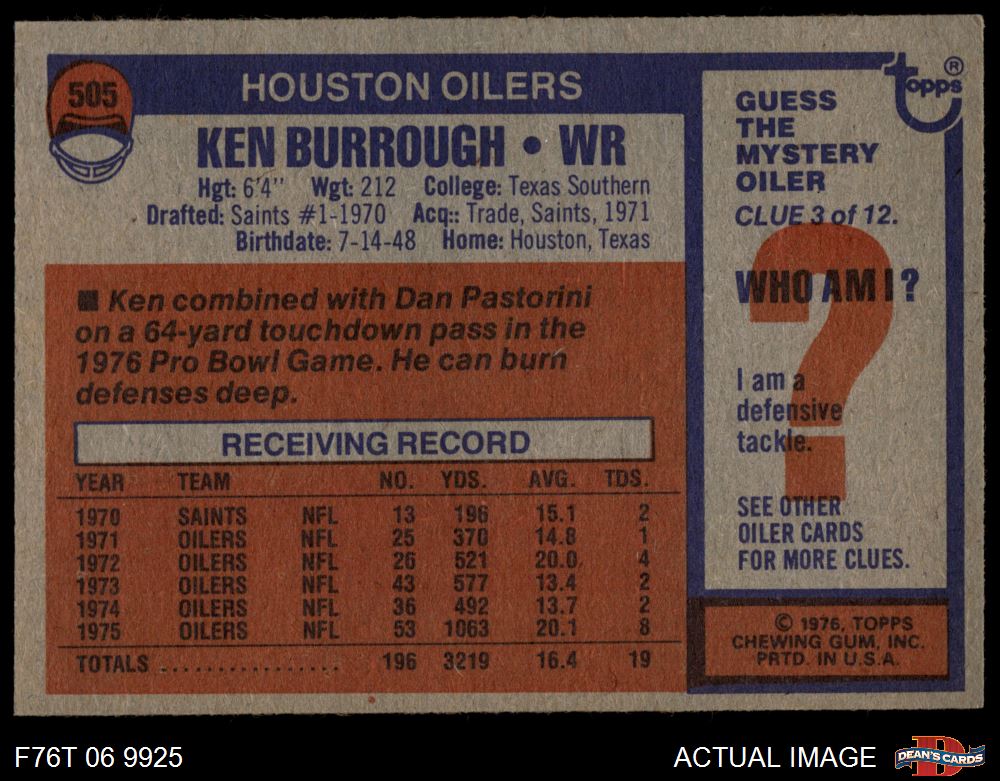 505
HOUSTON OILERS
KEN BURROUGH • WR
Hgt: 6'4" Wgt: 212 College: Texas Southern
Drafted: Saints #1-1970 Acq.: Trade, Saints, 1971
Birthdate: 7-14-48 Home: Houston, Texas
■ Ken combined with Dan Pastorini
on a 64-yard touchdown pass in the
1976 Pro Bowl Game. He can burn
defenses deep.
RECEIVING RECORD
YEAR TEAM NO. YDS. AVG. TDS.
1970 SAINTS NFL 13 196 15.1 2
1971 OILERS NFL 25 370 14.8 1
1972 OILERS NFL 26 521 20.0 4
1973 OILERS NFL 43 577 13.4 2
1974 OILERS NFL 36 492 13.7 2
1975 OILERS NFL 53 1063 20.1 8
TOTALS .................. 196 3219 16.4 19
topps®
GUESS
THE
MYSTERY
OILER
CLUE 3 of 12.
WHO AM I?
?
I am a
defensive
tackle.
SEE OTHER
OILER CARDS
FOR MORE CLUES.
© 1976, TOPPS
CHEWING GUM, INC.
PRTD. IN U.S.A.
F76T 06 9925
ACTUAL IMAGE
D
DEAN'S CARDS